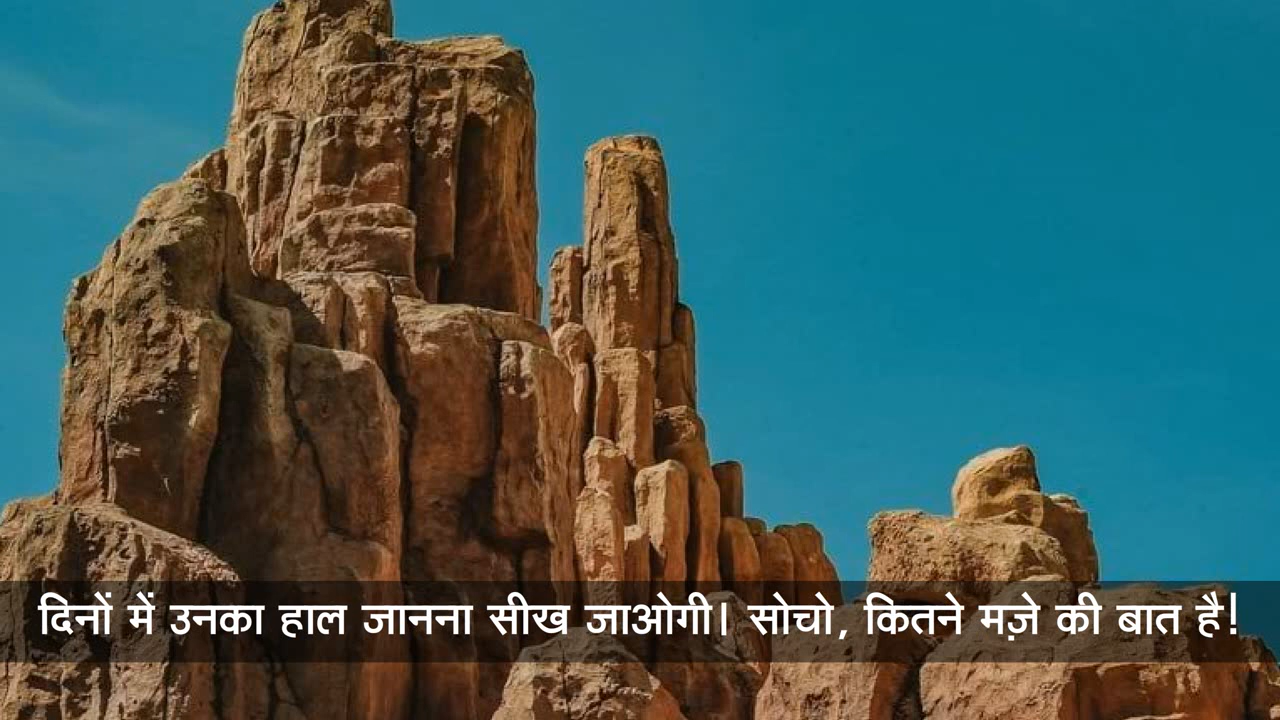 दिनों में उनका हाल जानना सीख जाओगी। सोचो, कितने मज़े की बात है!